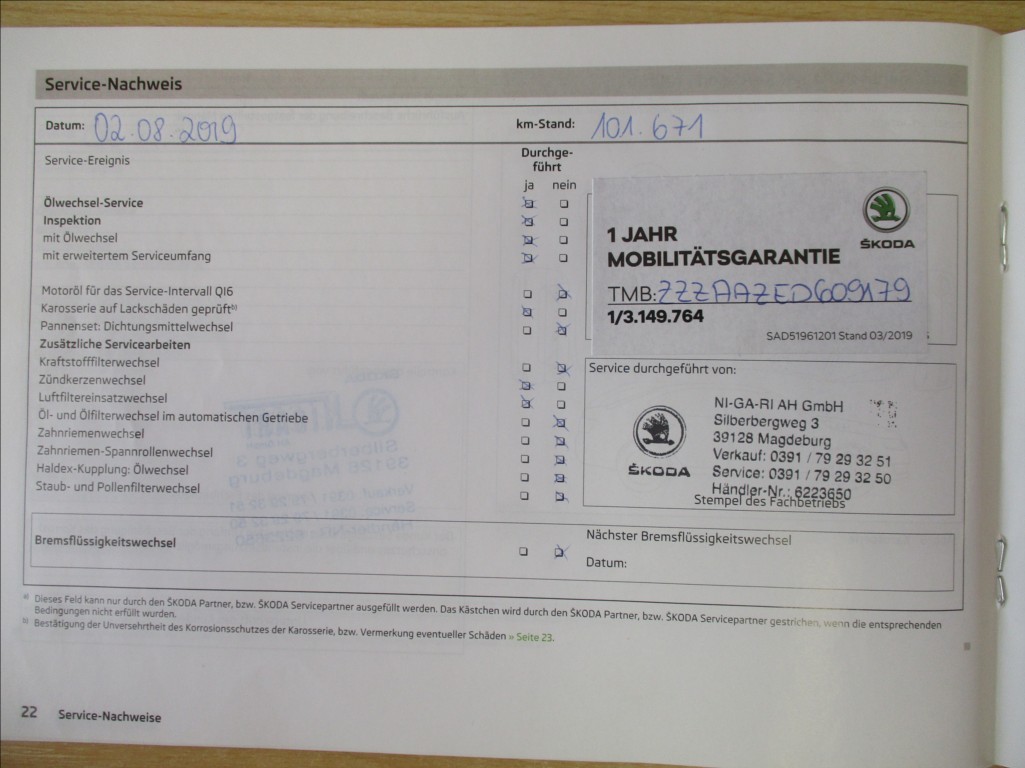 Service-Nachweis
Datum: 02.08.2019 km-Stand: 101.671
Service-Ereignis
Durchge-
führt
ja nein
Ölwechsel-Service
Inspektion
mit Ölwechsel
mit erweitertem Serviceumfang
Motoröl für das Service-Intervall QI6
Karosserie auf Lackschäden geprüft b)
Pannenset: Dichtungsmittelwechsel
Zusätzliche Servicearbeiten
Kraftstofffilterwechsel
Zündkerzenwechsel
Luftfiltereinsatzwechsel
Öl- und Ölfilterwechsel im automatischen Getriebe
Zahnriemenwechsel
Zahnriemen-Spannrollenwechsel
Haldex-Kupplung: Ölwechsel
Staub- und Pollenfilterwechsel
ŠKODA
1 JAHR
MOBILITÄTSGARANTIE
TMB: ZZZAAZED609179
1/3.149.764
SAD51961201 Stand 03/2019
Service durchgeführt von:
ŠKODA
NI-GA-RI AH GmbH
Silberbergweg 3
39128 Magdeburg
Verkauf: 0391 / 79 29 32 51
Service: 0391 / 79 29 32 50
Händler-Nr.: 6223650
Stempel des Fachbetriebs
Bremsflüssigkeitswechsel
Nächster Bremsflüssigkeitswechsel
Datum:
a) Dieses Feld kann nur durch den ŠKODA Partner, bzw. ŠKODA Servicepartner ausgefüllt werden. Das Kästchen wird durch den ŠKODA Partner, bzw. ŠKODA Servicepartner gestrichen, wenn die entsprechenden
Bedingungen nicht erfüllt wurden.
b) Bestätigung der Unversehrtheit des Korrosionsschutzes der Karosserie, bzw. Vermerkung eventueller Schäden » Seite 23.
22 Service-Nachweise